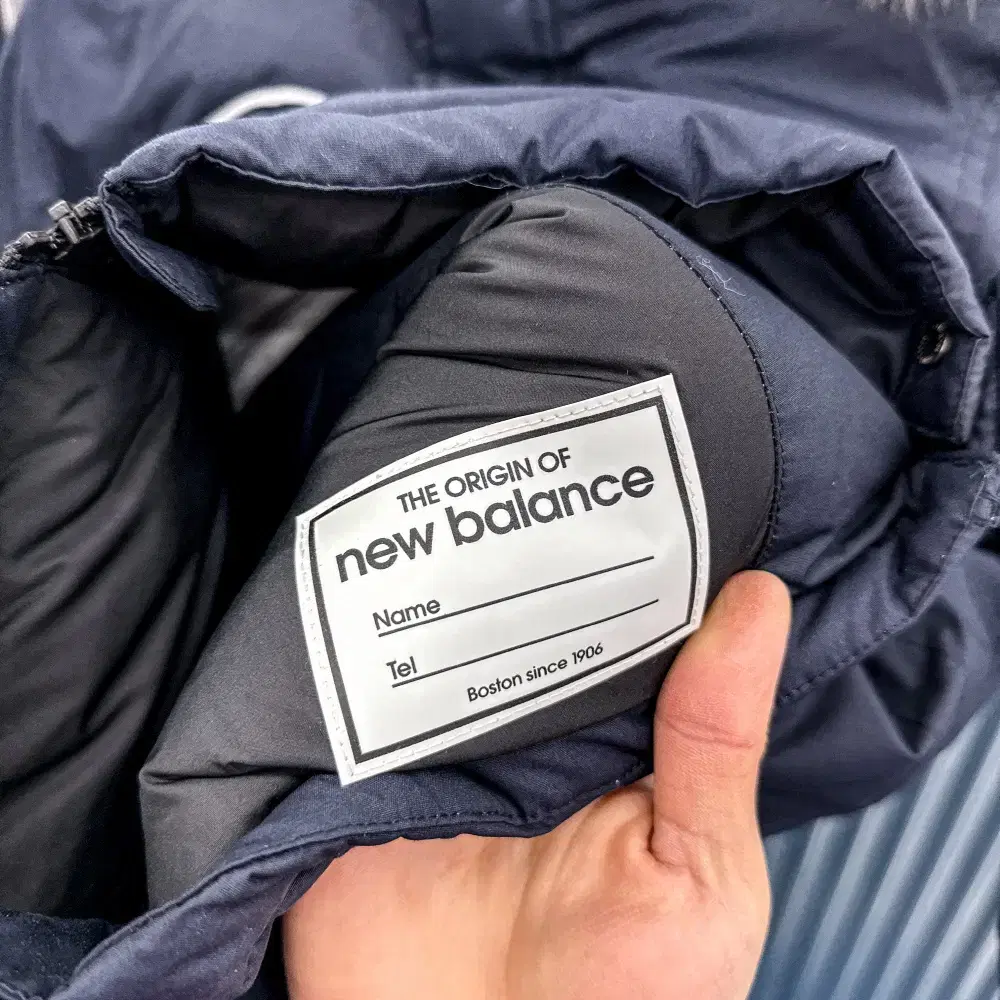 THE ORIGIN OF
new balance
Name
Tel
Boston since 1906